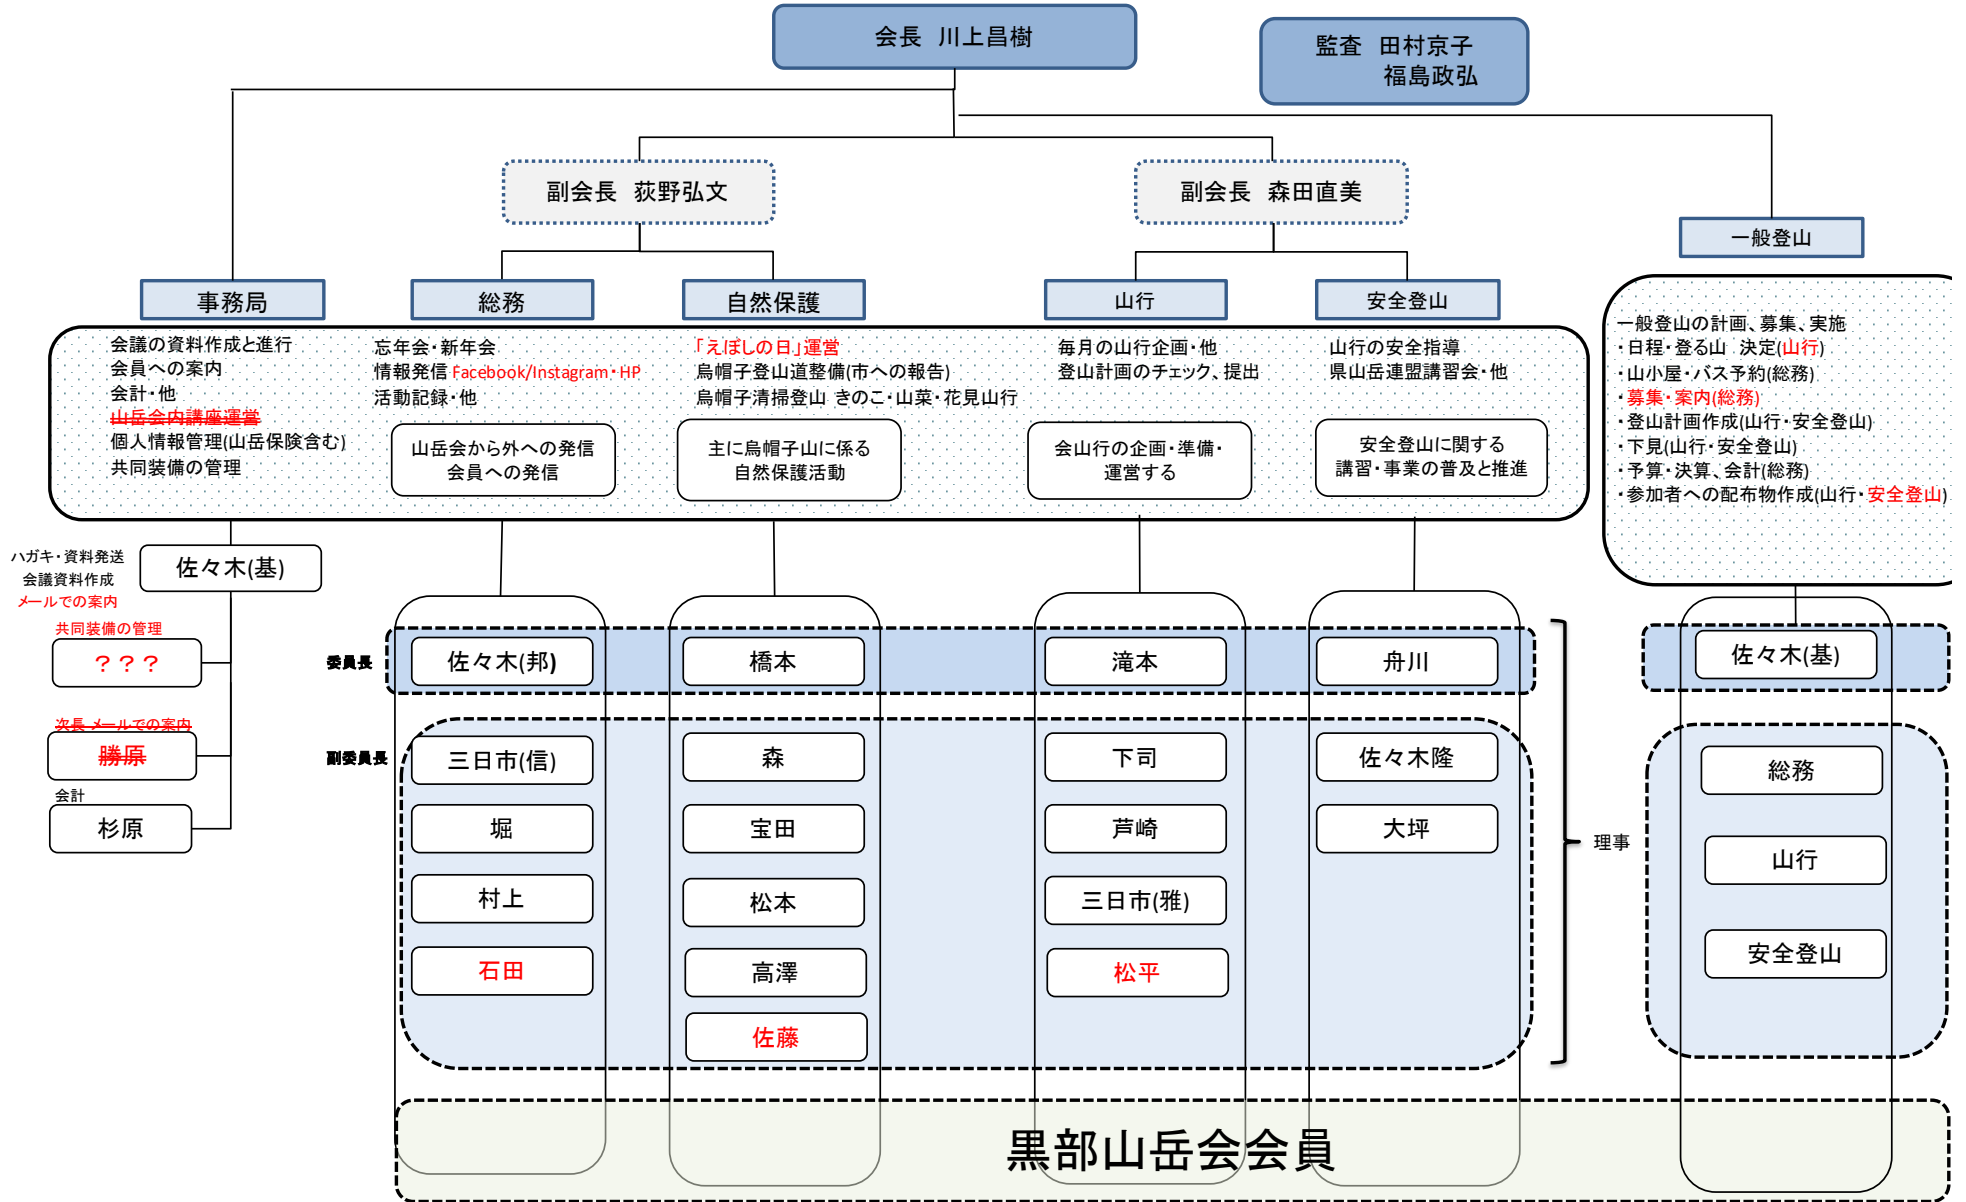 会長　川上昌樹
監査　田村京子
福島政弘
副会長　荻野弘文
副会長　森田直美
事務局
総務
自然保護
山行
安全登山
一般登山
会議の資料作成と進行
会員への案内
会計・他
山岳会内講座運営
個人情報管理(山岳保険含む)
共同装備の管理
忘年会・新年会
情報発信 Facebook/Instagram・HP
活動記録・他
山岳会から外への発信
会員への発信
「えぼしの日」運営
烏帽子登山道整備(市への報告)
烏帽子清掃登山 きのこ・山菜・花見山行
主に烏帽子山に係る
自然保護活動
毎月の山行企画・他
登山計画のチェック、提出
会山行の企画・準備・
運営する
山行の安全指導
県山岳連盟講習会・他
安全登山に関する
講習・事業の普及と推進
一般登山の計画、募集、実施
・日程・登る山　決定(山行)
・山小屋・バス予約(総務)
・募集・案内(総務)
・登山計画作成(山行・安全登山)
・下見(山行・安全登山)
・予算・決算、会計(総務)
・参加者への配布物作成(山行・安全登山)
ハガキ・資料発送
会議資料作成
メールでの案内
佐々木(基)
共同装備の管理
？？？
次長 メールでの案内
勝原
会計
杉原
委員長
佐々木(邦)
橋本
滝本
舟川
佐々木(基)
副委員長
三日市(信)
堀
村上
石田
森
宝田
松本
高澤
佐藤
下司
芦崎
三日市(雅)
松平
佐々木隆
大坪
理事
総務
山行
安全登山
黒部山岳会会員